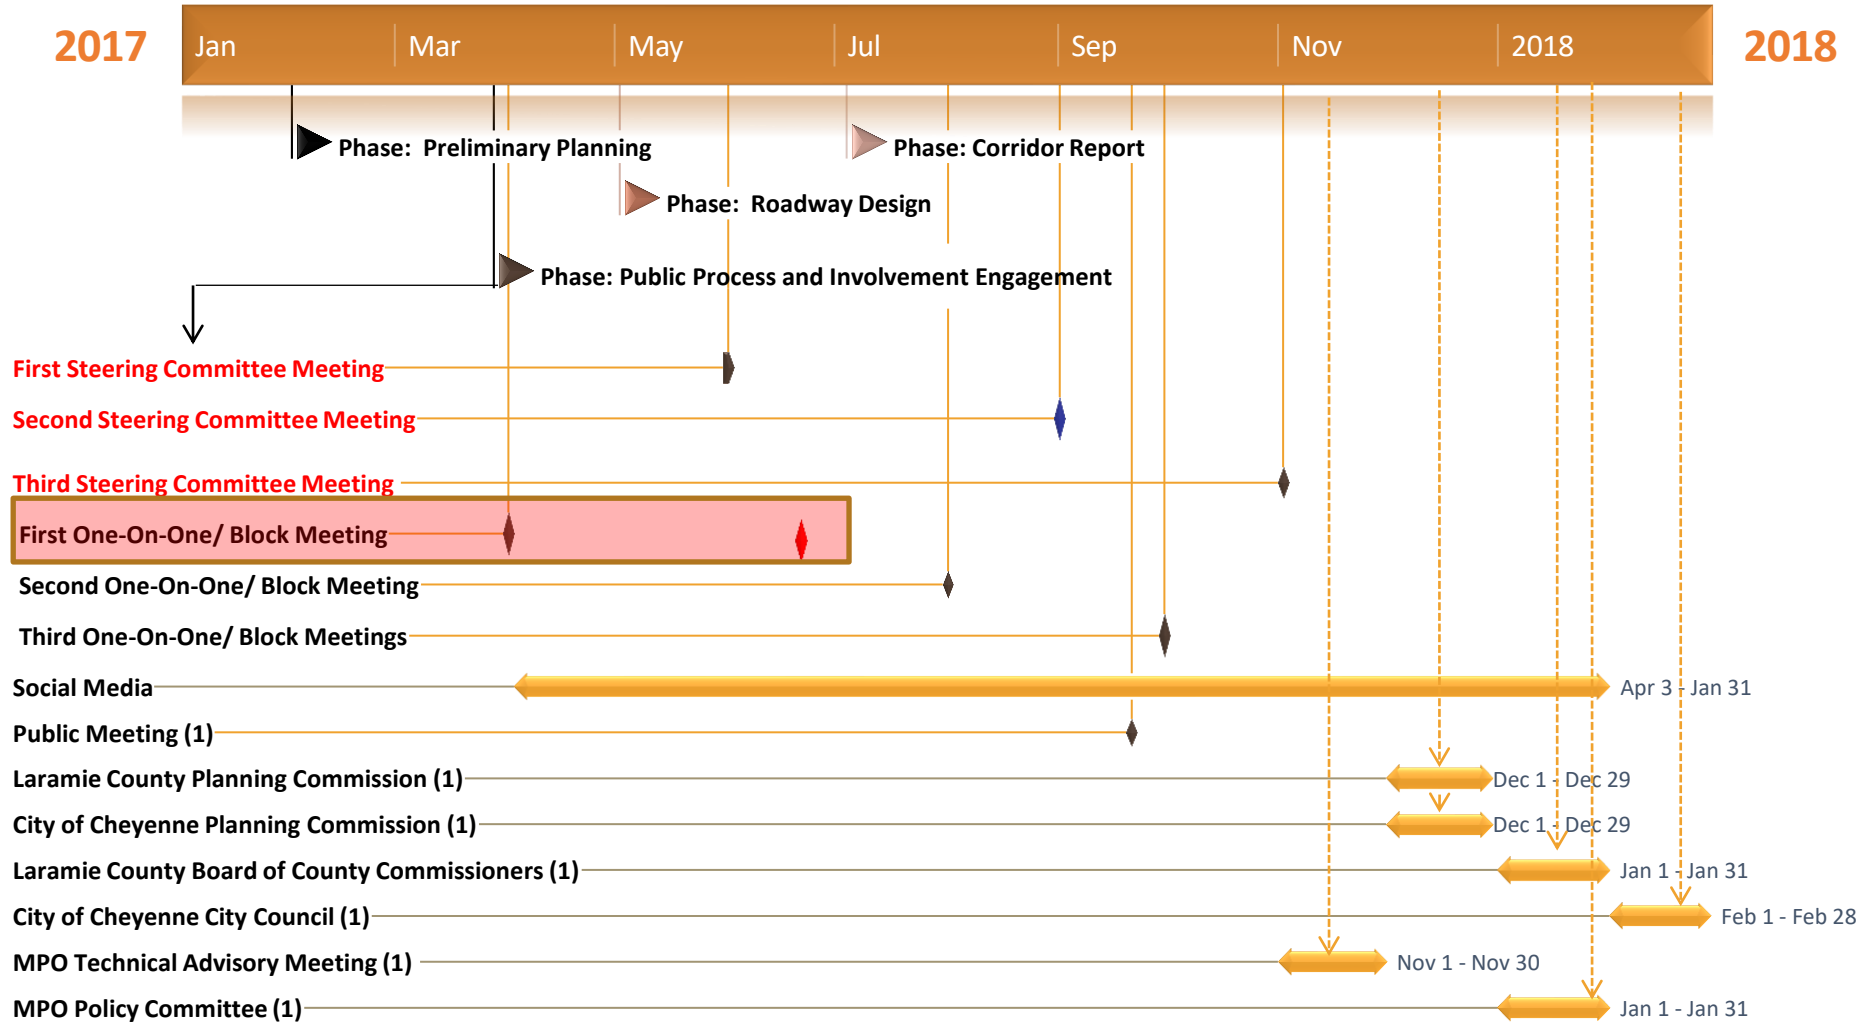 2017 Jan Mar May Jul Sep Nov 2018 2018
Phase:  Preliminary Planning
Phase: Corridor Report
Phase:  Roadway Design
Phase: Public Process and Involvement Engagement
First Steering Committee Meeting
Second Steering Committee Meeting
Third Steering Committee Meeting
First One-On-One/ Block Meeting
Second One-On-One/ Block Meeting
Third One-On-One/ Block Meetings
Social Media Apr 3 - Jan 31
Public Meeting (1)
Laramie County Planning Commission (1) Dec 1 - Dec 29
City of Cheyenne Planning Commission (1) Dec 1 - Dec 29
Laramie County Board of County Commissioners (1) Jan 1 - Jan 31
City of Cheyenne City Council (1) Feb 1 - Feb 28
MPO Technical Advisory Meeting (1) Nov 1 - Nov 30
MPO Policy Committee (1) Jan 1 - Jan 31